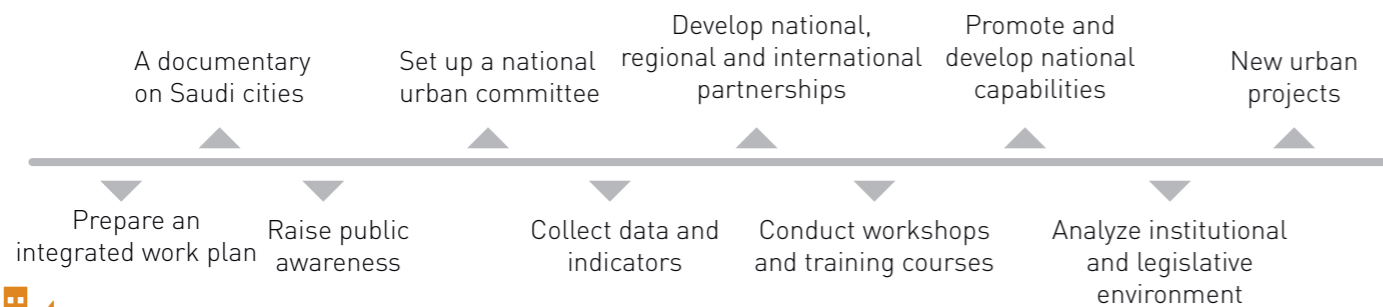 A documentary
on Saudi cities
Set up a national
urban committee
Develop national,
regional and international
partnerships
Promote and
develop national
capabilities
New urban
projects
Prepare an
integrated work plan
Raise public
awareness
Collect data and
indicators
Conduct workshops
and training courses
Analyze institutional
and legislative
environment